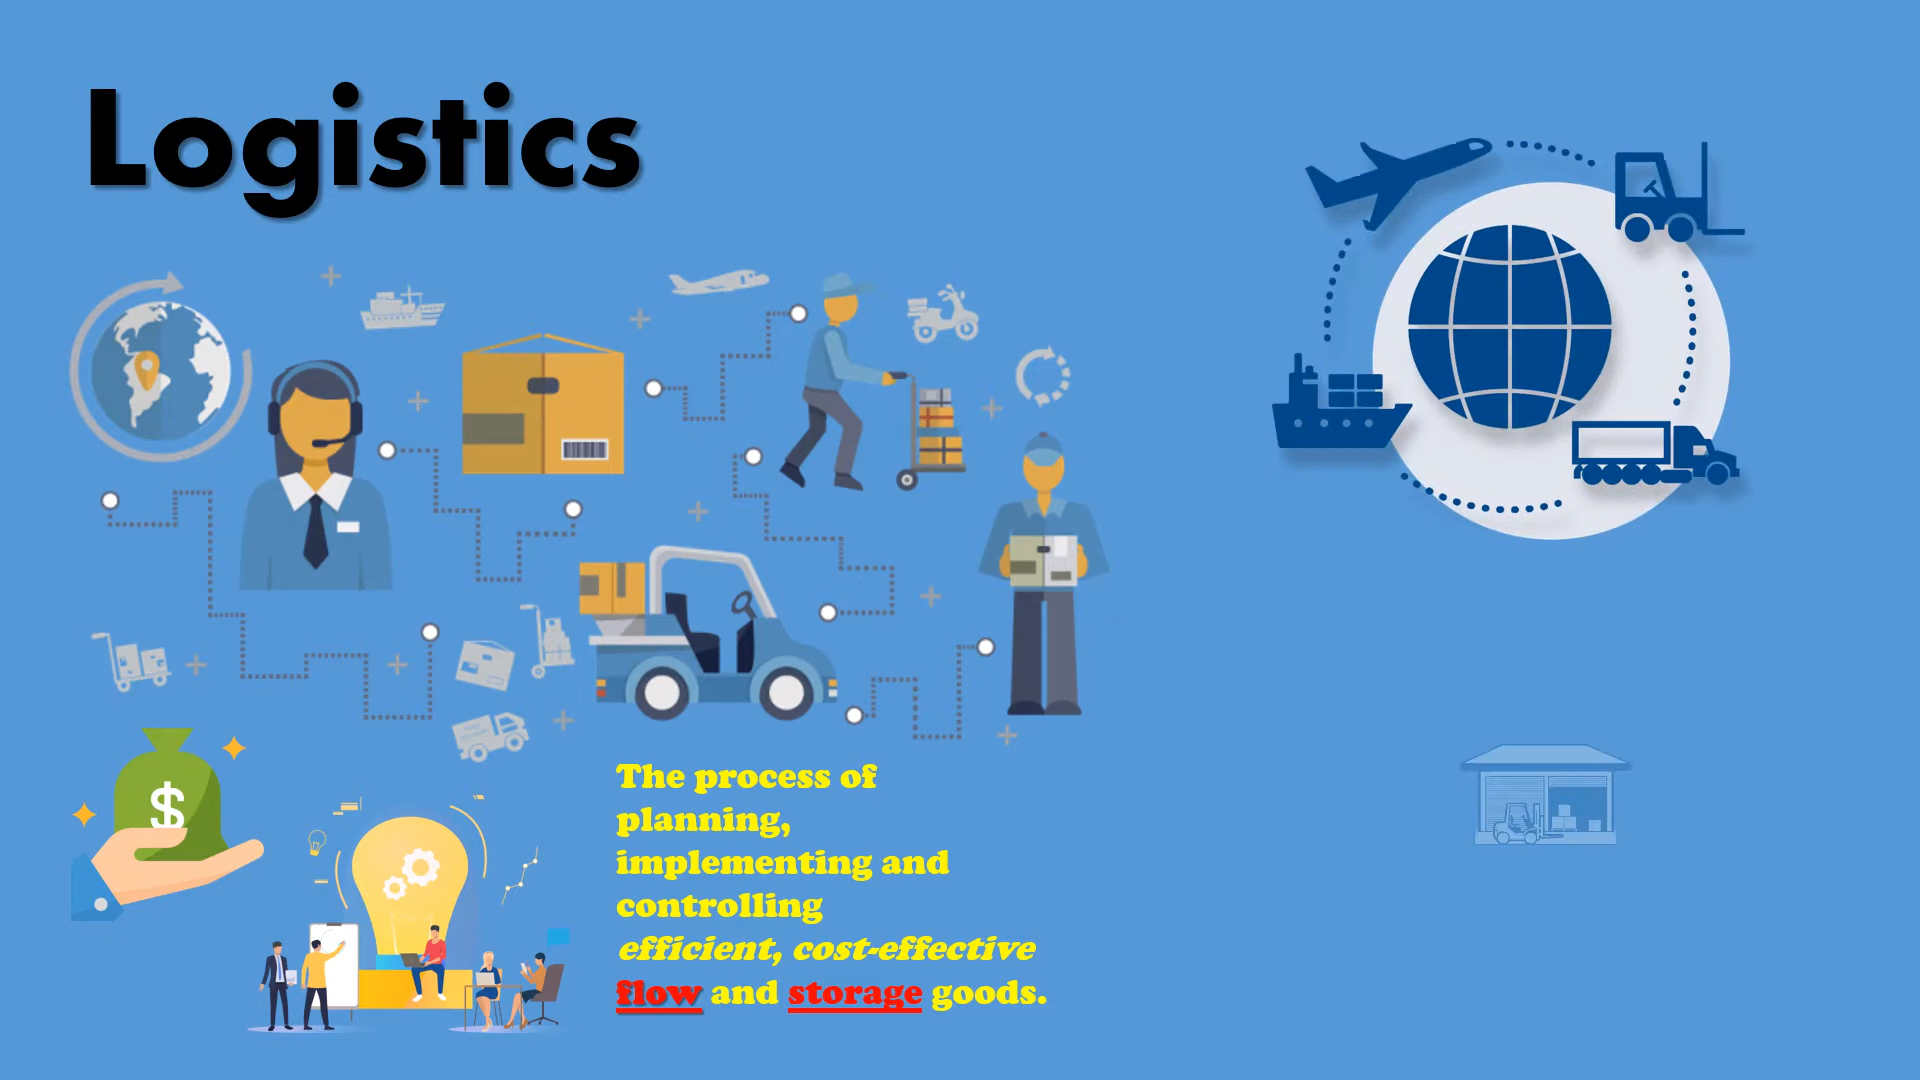 Logistics
$
The process of
planning,
implementing and
controlling
efficient, cost-effective
flow and storage goods.